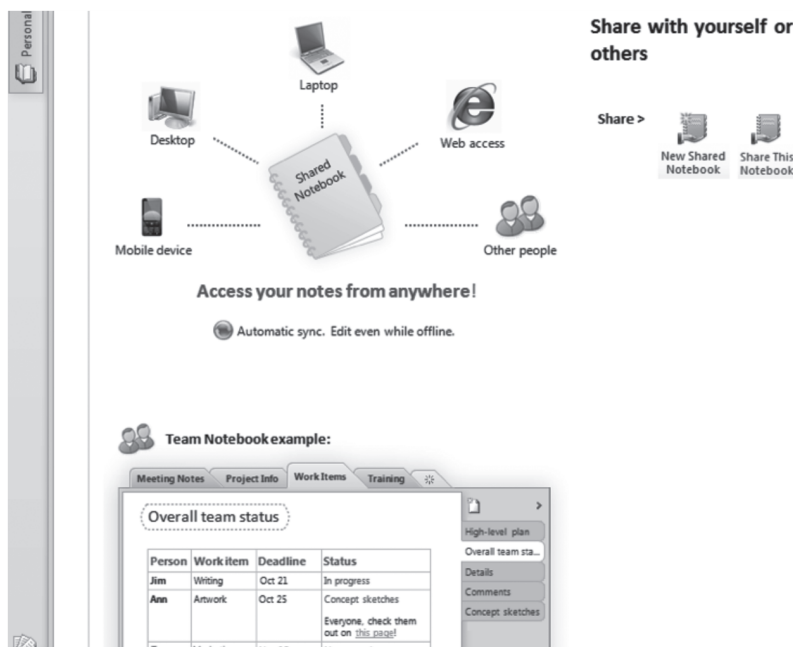 Personal
Share with yourself or
others
Laptop
Desktop
Web access
Shared
Notebook
Share >
New Shared
Notebook
Share This
Notebook
Mobile device
Other people
Access your notes from anywhere!
Automatic sync. Edit even while offline.
Team Notebook example:
Meeting Notes Project Info Work Items Training
Overall team status
High-level plan
Overall team sta...
Details
Comments
Concept sketches
Person Work item Deadline Status
Jim Writing Oct 21 In progress
Ann Artwork Oct 25 Concept sketches
Everyone, check them
out on this page!